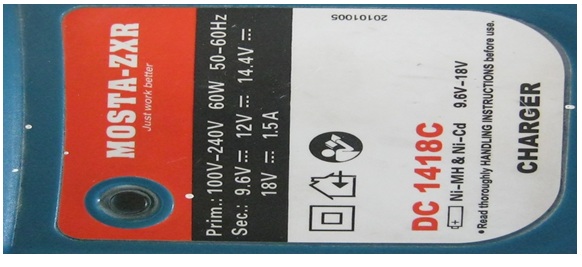 MOSTA-ZXR
Just work better
Prim.: 100V-240V 60W 50-60Hz
Sec.: 9.6V⎓ 12V⎓ 14.4V⎓
18V⎓ 1.5A
20101005
DC 1418C
Ni-MH & Ni-Cd 9.6V-18V
•Read thoroughly HANDLING INSTRUCTIONS before use.
CHARGER